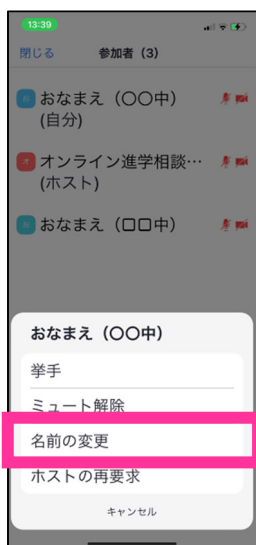 13:39
閉じる 参加者（3）
おなまえ（〇〇中）
(自分)
オンライン進学相談…
(ホスト)
おなまえ（口口中）
おなまえ（〇〇中）
挙手
ミュート解除
名前の変更
ホストの再要求
キャンセル